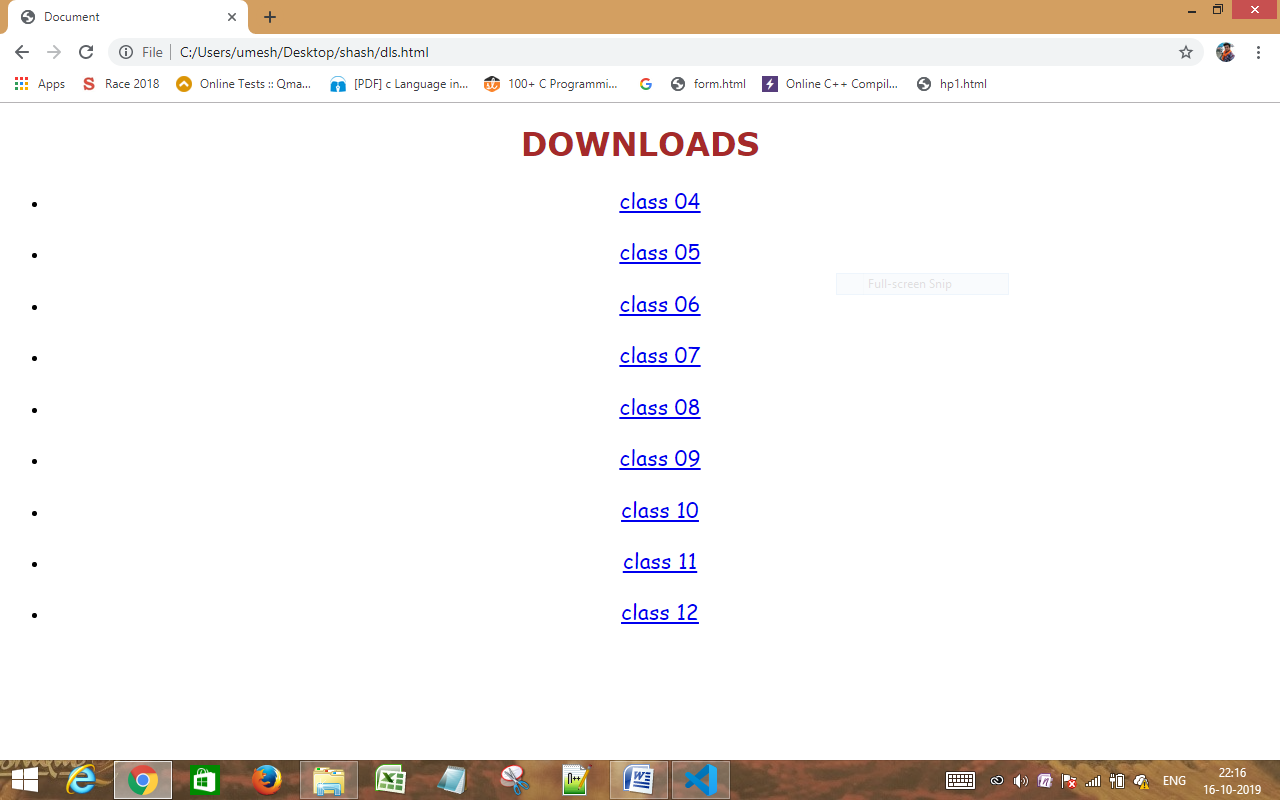 Document
File C:/Users/umesh/Desktop/shash/dls.html
Apps Race 2018 Online Tests :: Qma... [PDF] c Language in... 100+ C Programmi... form.html Online C++ Compil... hp1.html
DOWNLOADS
class 04
class 05
Full-screen Snip
class 06
class 07
class 08
class 09
class 10
class 11
class 12
ENG 22:16
16-10-2019